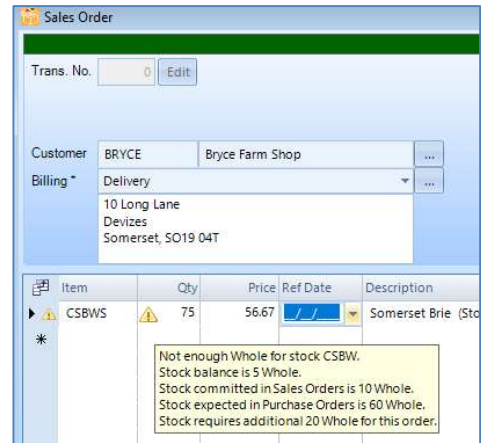 Sales Order
Trans. No. 0 Edit
Customer BRYCE Bryce Farm Shop ...
Billing * Delivery ...
10 Long Lane
Devizes
Somerset, SO19 04T
Item Qty Price Ref Date Description
CSBWS 75 56.67 _/_/__ Somerset Brie (Sto
Not enough Whole for stock CSBW.
Stock balance is 5 Whole.
Stock committed in Sales Orders is 10 Whole.
Stock expected in Purchase Orders is 60 Whole.
Stock requires additional 20 Whole for this order.